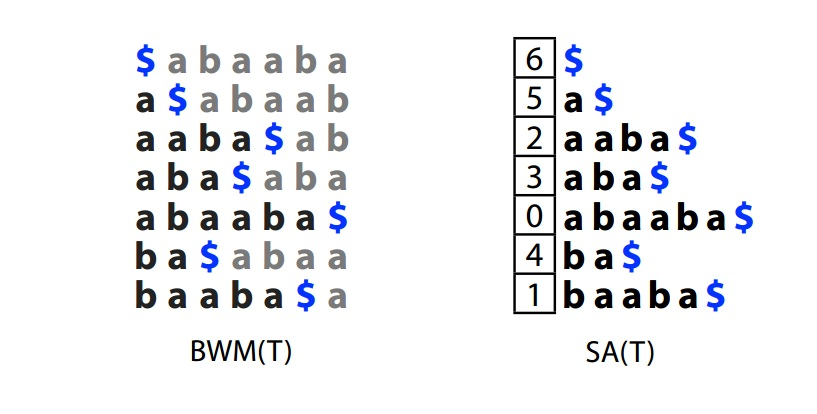 $ a b a a b a
a $ a b a a b
a a b a $ a b
a b a $ a b a
a b a a b a $
b a $ a b a a
b a a b a $ a
BWM(T)
6 $
5 a $
2 a a b a $
3 a b a $
0 a b a a b a $
4 b a $
1 b a a b a $
SA(T)